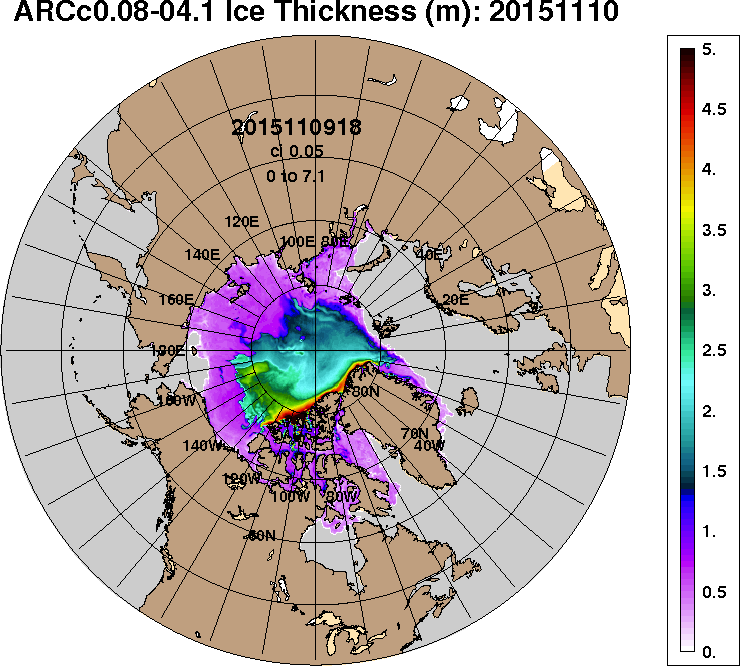 ARCc0.08-04.1 Ice Thickness (m): 20151110
5.
4.5
4.
3.5
3.
2.5
2.
1.5
1.
0.5
0.
2015110918
ci 0.05
0 to 7.1
120E
100E 80E
140E
40E
160E
20E
180E
160W
80N
140W
70N
40W
120W
100W 80W
60N